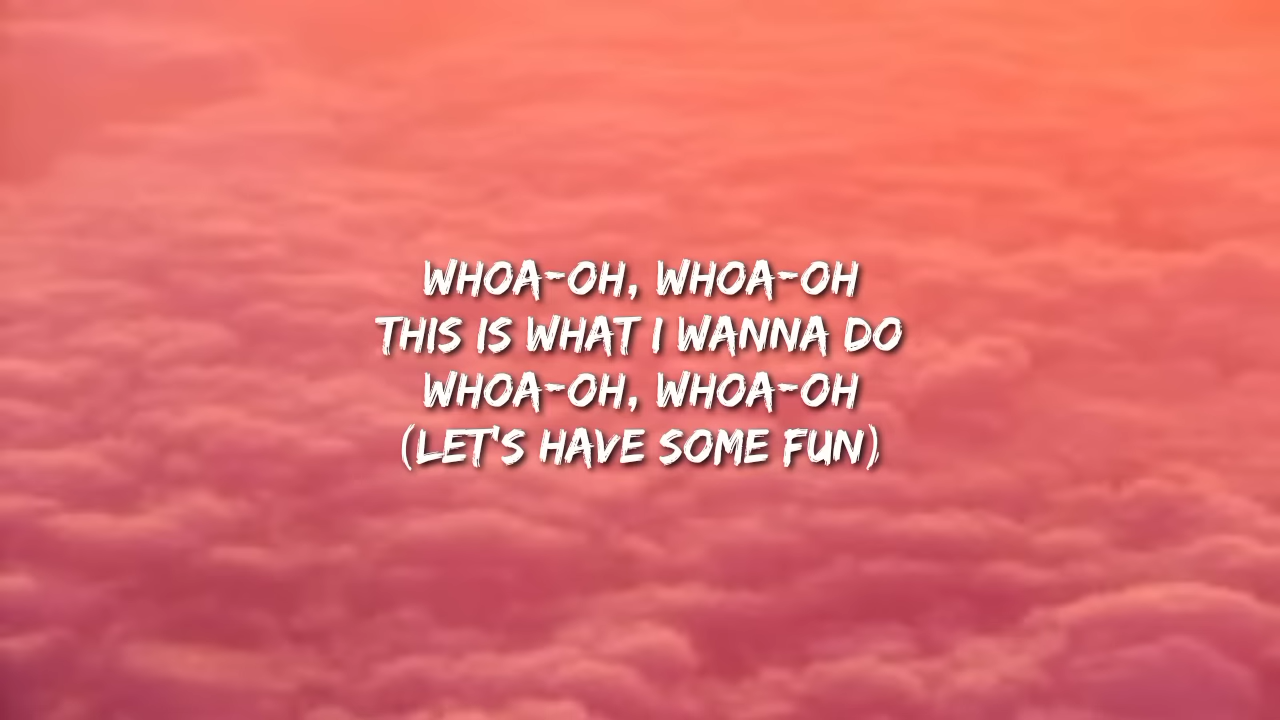 WHOA-OH, WHOA-OH
THIS IS WHAT I WANNA DO
WHOA-OH, WHOA-OH
(LET'S HAVE SOME FUN)